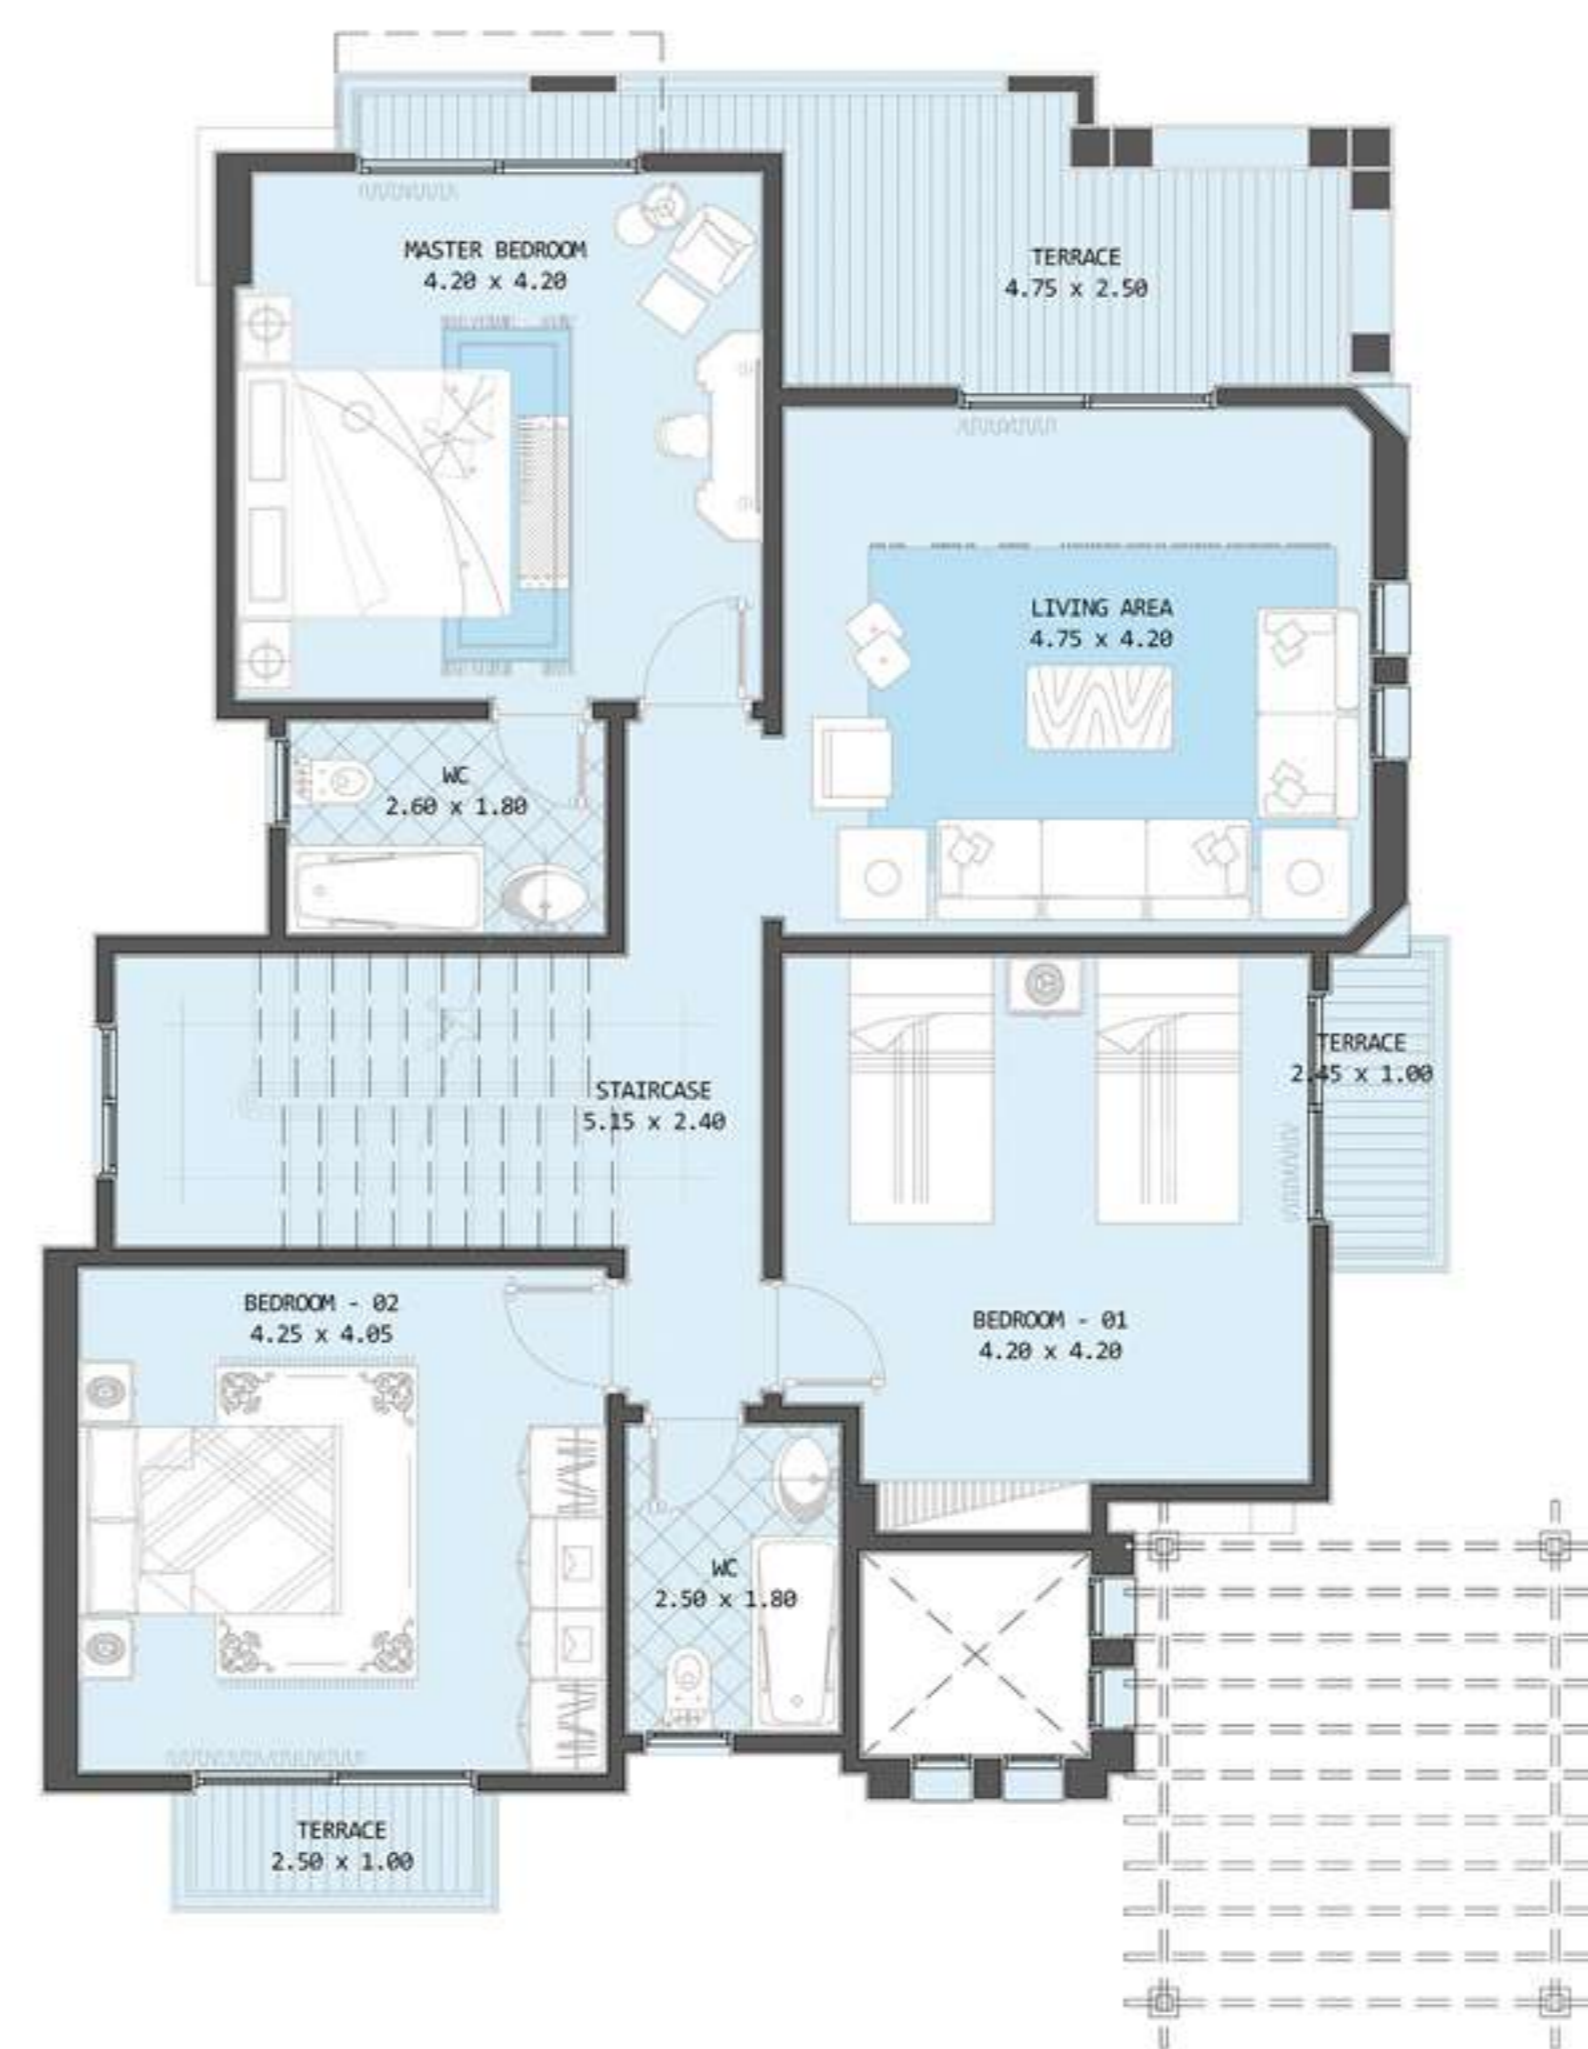 MASTER BEDROOM
4.20 x 4.20
TERRACE
4.75 x 2.50
LIVING AREA
4.75 x 4.20
WC
2.60 x 1.80
TERRACE
2.45 x 1.00
STAIRCASE
5.15 x 2.40
BEDROOM - 02
4.25 x 4.05
BEDROOM - 01
4.20 x 4.20
WC
2.50 x 1.80
TERRACE
2.50 x 1.00